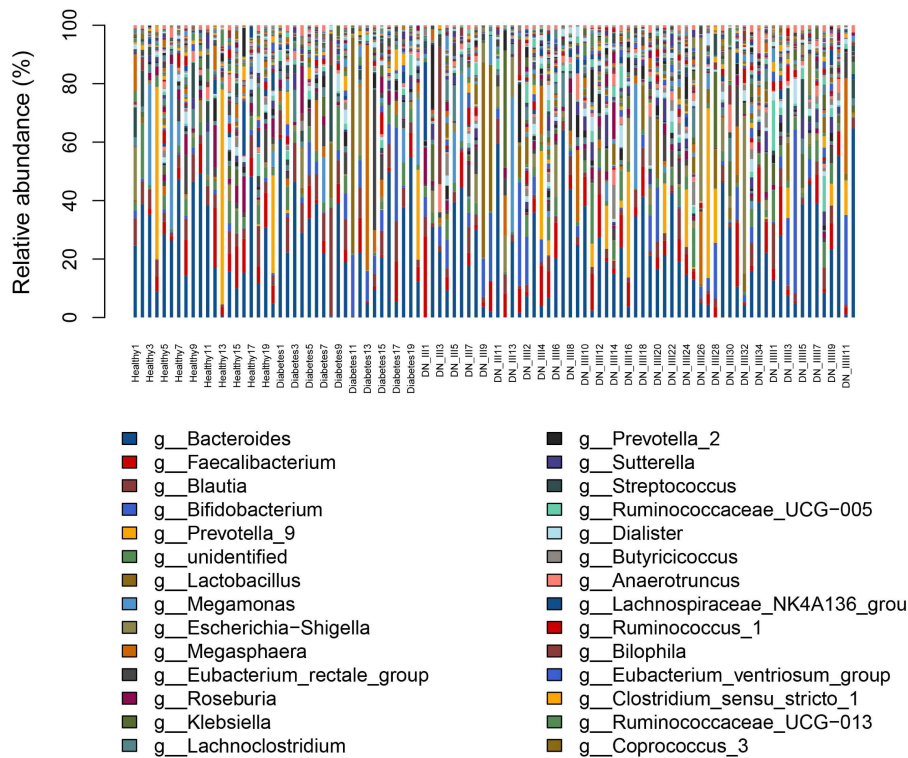 Relative abundance (%)
100
80
60
40
20
0
Healthy1
Healthy3
Healthy5
Healthy7
Healthy9
Healthy11
Healthy13
Healthy15
Healthy17
Healthy19
Diabetes1
Diabetes3
Diabetes5
Diabetes7
Diabetes9
Diabetes11
Diabetes13
Diabetes15
Diabetes17
Diabetes19
DN_III1
DN_III3
DN_III5
DN_III7
DN_III9
DN_III11
DN_III13
DN_IIII2
DN_IIII4
DN_IIII6
DN_IIII8
DN_IIII10
DN_IIII12
DN_IIII14
DN_IIII16
DN_IIII18
DN_IIII20
DN_IIII22
DN_IIII24
DN_IIII26
DN_IIII28
DN_IIII30
DN_IIII32
DN_IIII34
DN_IIIII1
DN_IIIII3
DN_IIIII5
DN_IIIII7
DN_IIIII9
DN_IIIII11
g__Bacteroides
g__Faecalibacterium
g__Blautia
g__Bifidobacterium
g__Prevotella_9
g__unidentified
g__Lactobacillus
g__Megamonas
g__Escherichia−Shigella
g__Megasphaera
g__Eubacterium_rectale_group
g__Roseburia
g__Klebsiella
g__Lachnoclostridium
g__Prevotella_2
g__Sutterella
g__Streptococcus
g__Ruminococcaceae_UCG−005
g__Dialister
g__Butyricicoccus
g__Anaerotruncus
g__Lachnospiraceae_NK4A136_grou
g__Ruminococcus_1
g__Bilophila
g__Eubacterium_ventriosum_group
g__Clostridium_sensu_stricto_1
g__Ruminococcaceae_UCG−013
g__Coprococcus_3